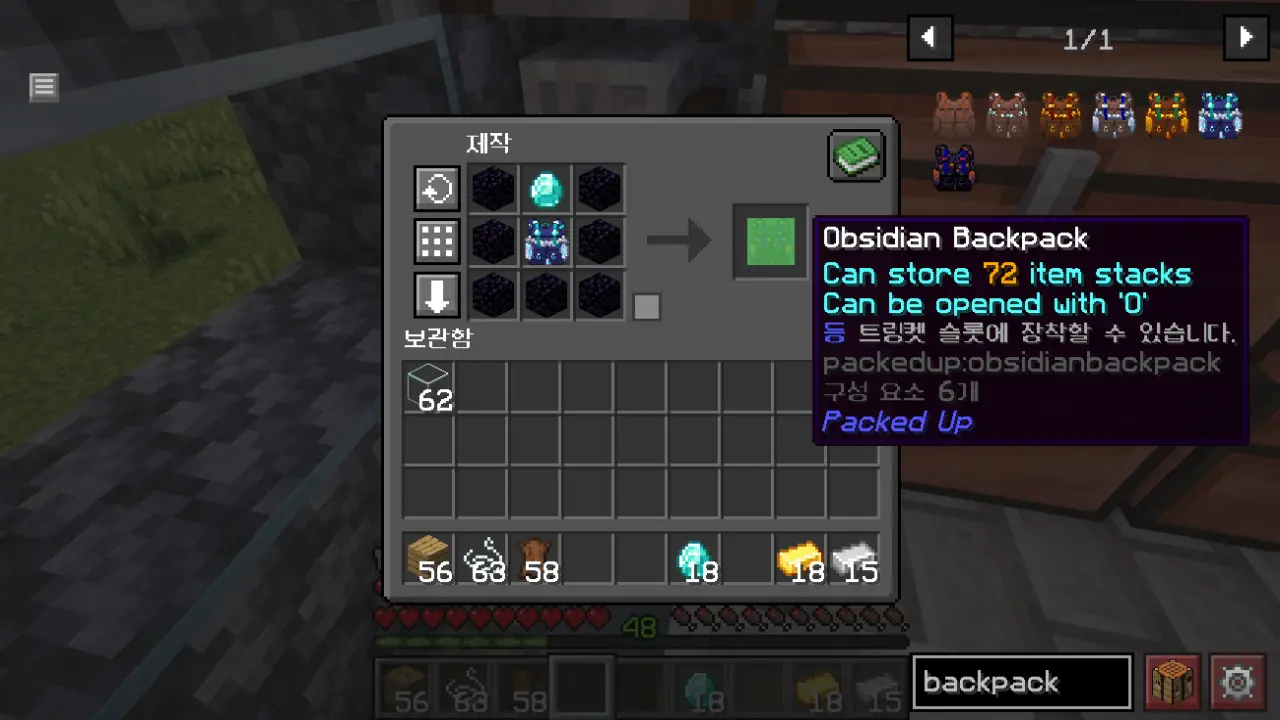 1/1
제작
Obsidian Backpack
Can store 72 item stacks
Can be opened with 'O'
등 트링켓 슬롯에 장착할 수 있습니다.
packedup:obsidianbackpack
구성 요소 6개
Packed Up
보관함
62
56 63 58 18 18 15
48
56 63 58 18 18 15
backpack